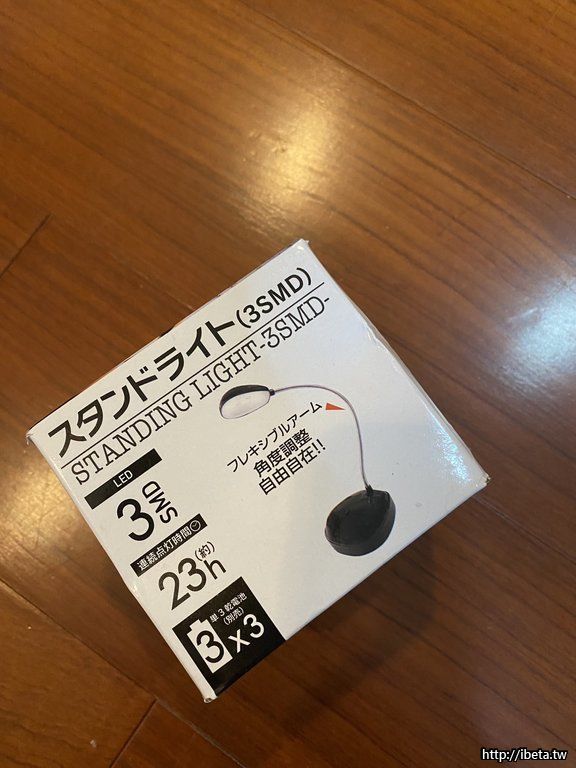 スタンドライト(3SMD)
STANDING LIGHT-3SMD-
LED
3 SMD
連続点灯時間
(約)
23h
単3乾電池
(別売)
3 x3
フレキシブルアーム
角度調整
自由自在!!
http://ibeta.tw